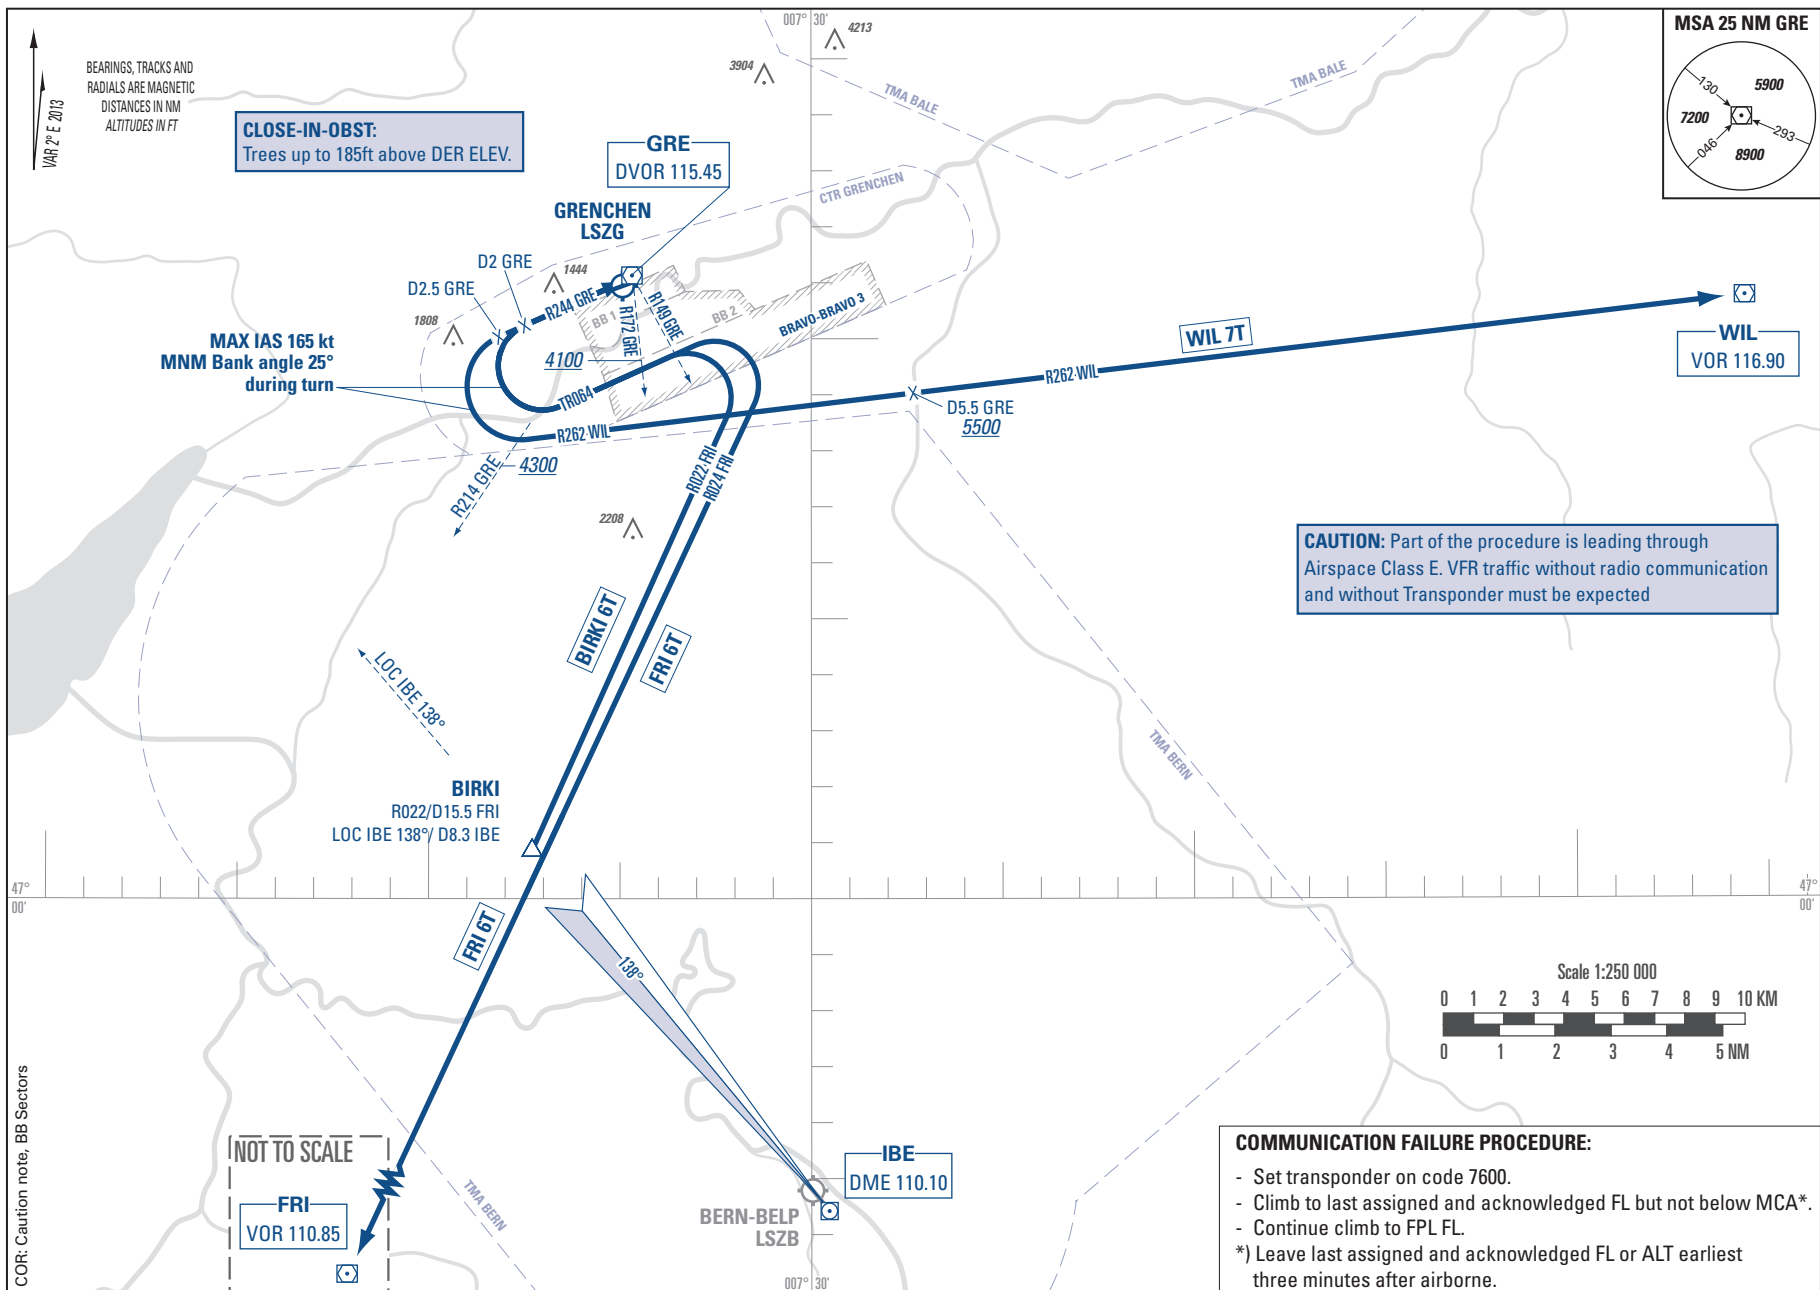 007° 30'
4213
3904
TMA BALE
TMA BALE
MSA 25 NM GRE
130
5900
7200
293
046
8900
VAR 2° E 2013
BEARINGS, TRACKS AND
RADIALS ARE MAGNETIC
DISTANCES IN NM
ALTITUDES IN FT
CLOSE-IN-OBST:
Trees up to 185ft above DER ELEV.
GRE
DVOR 115.45
GRENCHEN
LSZG
CTR GRENCHEN
D2 GRE
1444
D2.5 GRE
1808
R244 GRE
BB 1
R172 GRE
R149 GRE
BB 2
BRAVO-BRAVO 3
MAX IAS 165 kt
MNM Bank angle 25°
during turn
4100
TR064
WIL 7T
WIL
VOR 116.90
R262 WIL
D5.5 GRE
5500
R262 WIL
4300
R214 GRE
R022 FRI
R024 FRI
2208
CAUTION: Part of the procedure is leading through
Airspace Class E. VFR traffic without radio communication
and without Transponder must be expected
BIRKI 6T
FRI 6T
LOC IBE 138°
TMA BERN
BIRKI
R022/D15.5 FRI
LOC IBE 138°/ D8.3 IBE
47°
00'
47°
00'
FRI 6T
138°
Scale 1:250 000
0 1 2 3 4 5 6 7 8 9 10 KM
0 1 2 3 4 5 NM
COR: Caution note, BB Sectors
NOT TO SCALE
FRI
VOR 110.85
TMA BERN
IBE
DME 110.10
BERN-BELP
LSZB
007° 30'
COMMUNICATION FAILURE PROCEDURE:
- Set transponder on code 7600.
- Climb to last assigned and acknowledged FL but not below MCA*.
- Continue climb to FPL FL.
*) Leave last assigned and acknowledged FL or ALT earliest
three minutes after airborne.